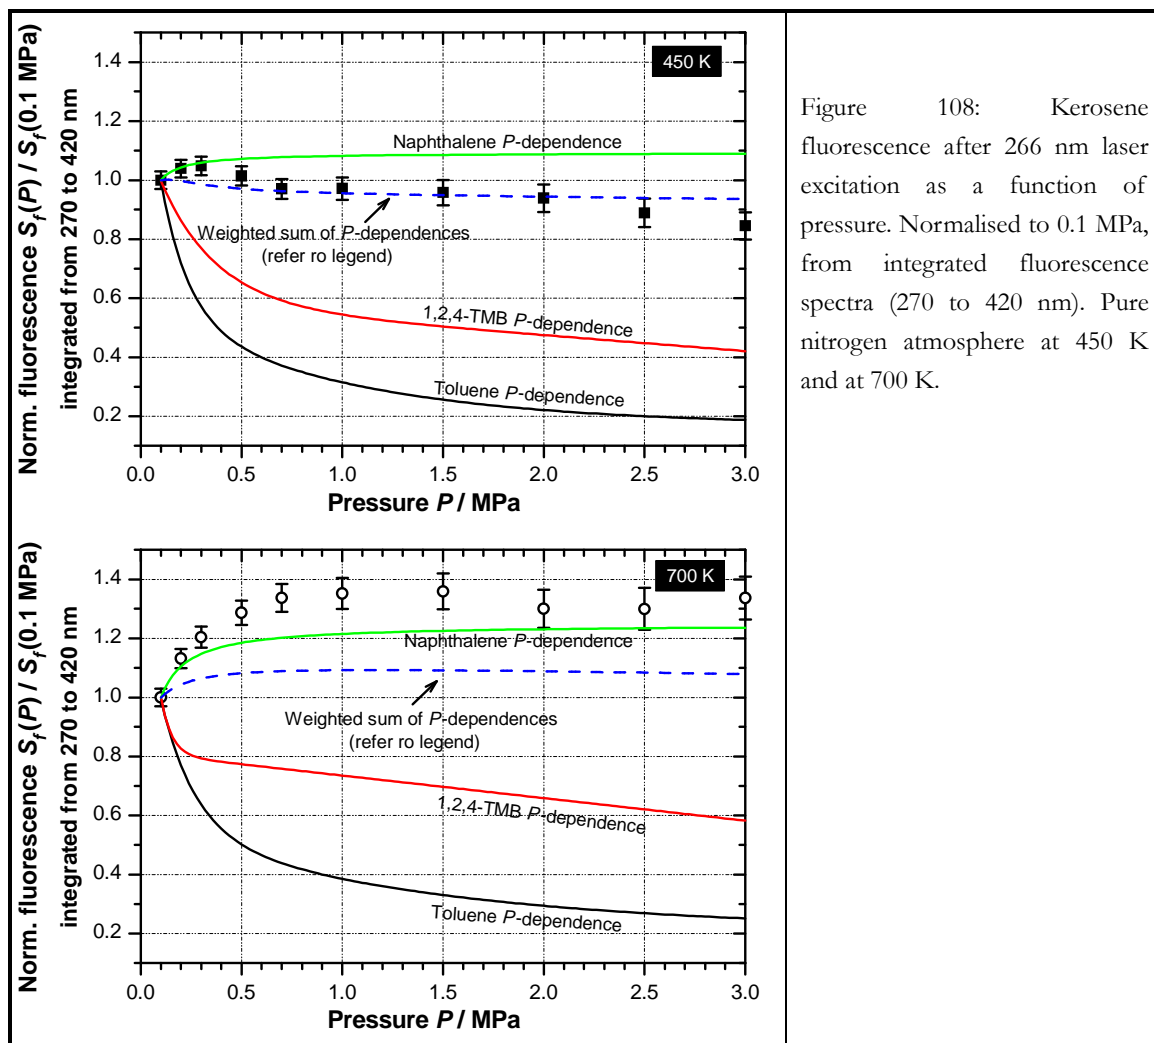 Norm. fluorescence Sf(P) / Sf(0.1 MPa)
integrated from 270 to 420 nm
1.4
1.2
1.0
0.8
0.6
0.4
0.2
450 K
Naphthalene P-dependence
Weighted sum of P-dependences
(refer ro legend)
1,2,4-TMB P-dependence
Toluene P-dependence
0.0 0.5 1.0 1.5 2.0 2.5 3.0
Pressure P / MPa
Norm. fluorescence Sf(P) / Sf(0.1 MPa)
integrated from 270 to 420 nm
1.4
1.2
1.0
0.8
0.6
0.4
0.2
700 K
Naphthalene P-dependence
Weighted sum of P-dependences
(refer ro legend)
1,2,4-TMB P-dependence
Toluene P-dependence
0.0 0.5 1.0 1.5 2.0 2.5 3.0
Pressure P / MPa
Figure 108: Kerosene
fluorescence after 266 nm laser
excitation as a function of
pressure. Normalised to 0.1 MPa,
from integrated fluorescence
spectra (270 to 420 nm). Pure
nitrogen atmosphere at 450 K
and at 700 K.